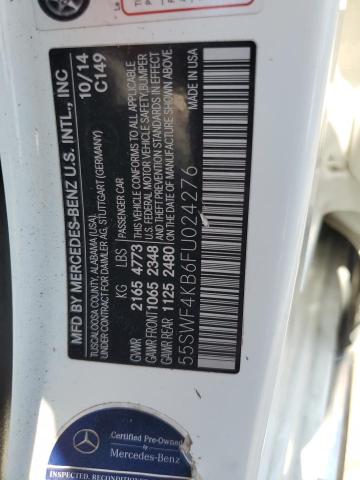 MFD BY MERCEDES-BENZ U.S. INTL., INC
10/14
TUSCALOOSA COUNTY, ALABAMA (USA),
C149
UNDER CONTRACT FOR DAIMLER AG, STUTTGART (GERMANY)
KG LBS PASSENGER CAR
GVWR 2165 4773 THIS VEHICLE CONFORMS TO ALL APPLICABLE
GAWR FRONT 1065 2348 U.S. FEDERAL MOTOR VEHICLE SAFETY, BUMPER
GAWR REAR 1125 2480 AND THEFT PREVENTION STANDARDS IN EFFECT
ON THE DATE OF MANUFACTURE SHOWN ABOVE.
55SWF4KB6FU024276
MADE IN USA
Certified Pre-Owned
by
Mercedes-Benz
INSPECTED, RECONDITIONED